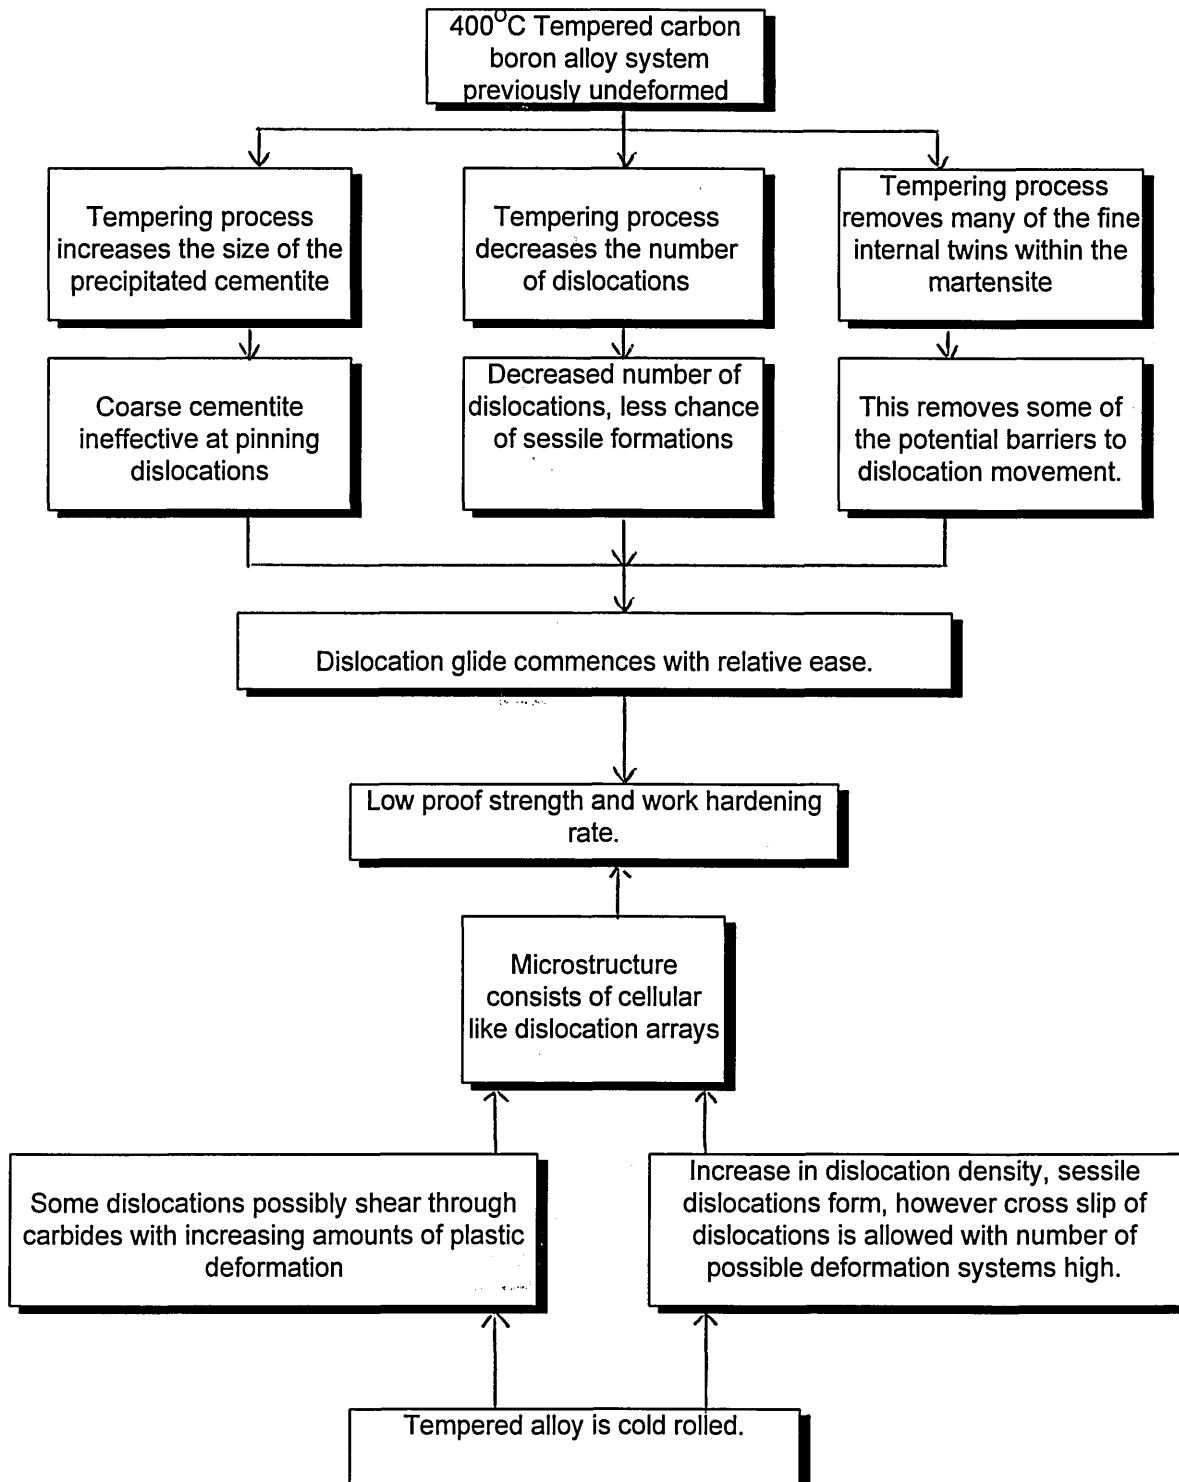 400°C Tempered carbon
boron alloy system
previously undeformed
Tempering process
increases the size of the
precipitated cementite
Tempering process
decreases the number
of dislocations
Tempering process
removes many of the fine
internal twins within the
martensite
Coarse cementite
ineffective at pinning
dislocations
Decreased number of
dislocations, less chance
of sessile formations
This removes some of
the potential barriers to
dislocation movement.
Dislocation glide commences with relative ease.
Low proof strength and work hardening
rate.
Microstructure
consists of cellular
like dislocation arrays
Some dislocations possibly shear through
carbides with increasing amounts of plastic
deformation
Increase in dislocation density, sessile
dislocations form, however cross slip of
dislocations is allowed with number of
possible deformation systems high.
Tempered alloy is cold rolled.